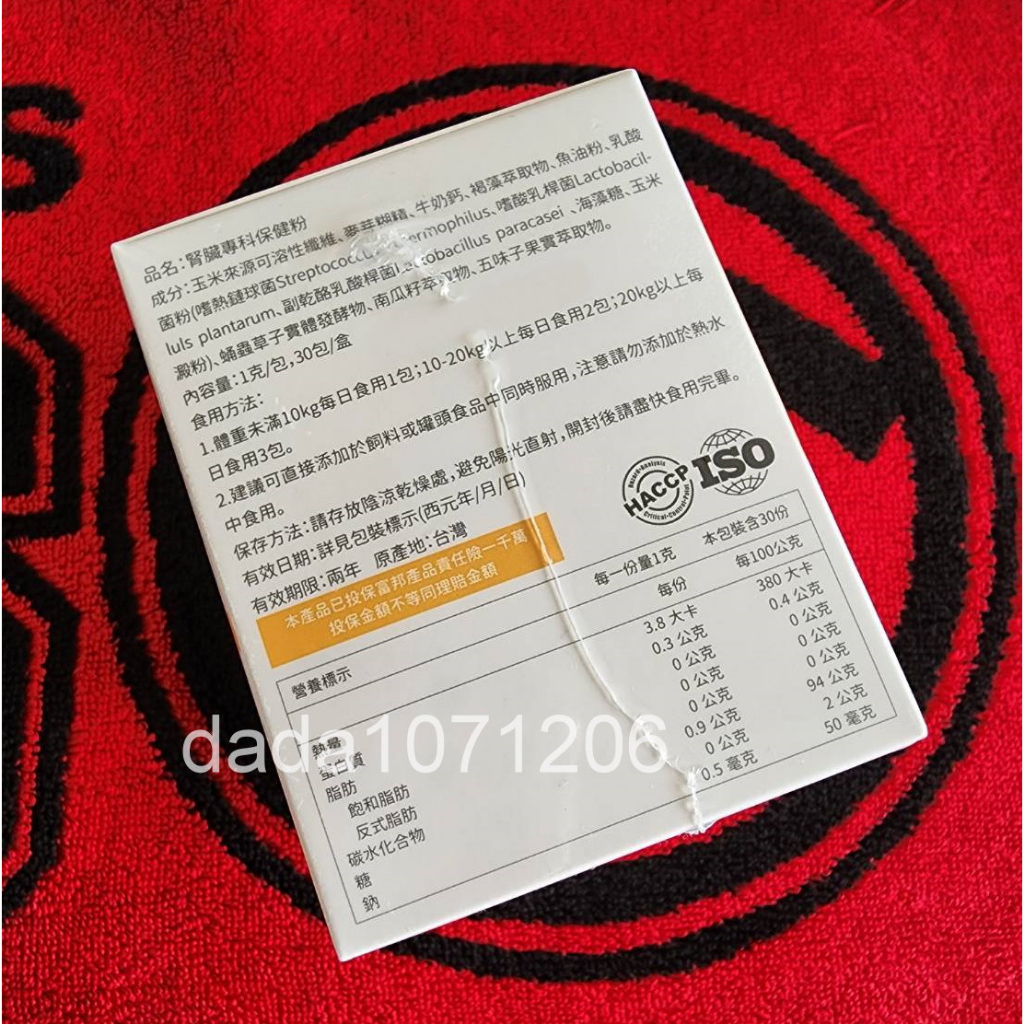 品名:腎臟專科保健粉
成分:玉米來源可溶性纖維、麥芽糊精、牛奶鈣、褐藻萃取物、魚油粉、乳酸
菌粉(嗜熱鏈球菌Streptococcus thermophilus、嗜酸乳桿菌Lactobacil-
luls plantarum、副乾酪乳酸桿菌Lactobacillus paracasei 、海藻糖、玉米
澱粉)、蛹蟲草子實體發酵物、南瓜籽萃取物、五味子果實萃取物。
內容量:1克/包,30包/盒
食用方法:
1.體重未滿10kg每日食用1包;10-20kg以上每日食用2包;20kg以上每
日食用3包。
2.建議可直接添加於飼料或罐頭食品中同時服用,注意請勿添加於熱水
中食用。
保存方法:請存放陰涼乾燥處,避免陽光直射,開封後請盡快食用完畢。
有效日期:詳見包裝標示(西元年/月/日)
有效期限:兩年 原產地:台灣
本產品已投保富邦產品責任險一千萬
投保金額不等同理賠金額
HACCP
ISO
營養標示
每一份量1克 本包裝含30份
每份 每100公克
熱量 3.8 大卡 380 大卡
蛋白質 0.3 公克 0.4 公克
脂肪 0 公克 0 公克
飽和脂肪 0 公克 0 公克
反式脂肪 0 公克 0 公克
碳水化合物 0.9 公克 94 公克
糖 0 公克 2 公克
鈉 0.5 毫克 50 毫克
dada1071206